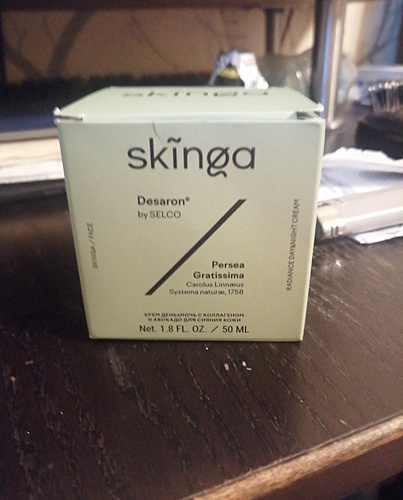 skinga
skĩnga
Desaron®
by SELCO
SKINGA / FACE
Persea
Gratissima
Carolus Linnæus
Systema naturæ, 1758
RADIANCE DAY&NIGHT CREAM
КРЕМ ДЕНЬ&НОЧЬ С КОЛЛАГЕНОМ
И АВОКАДО ДЛЯ СИЯНИЯ КОЖИ
Net. 1.8 FL. OZ. / 50 ML